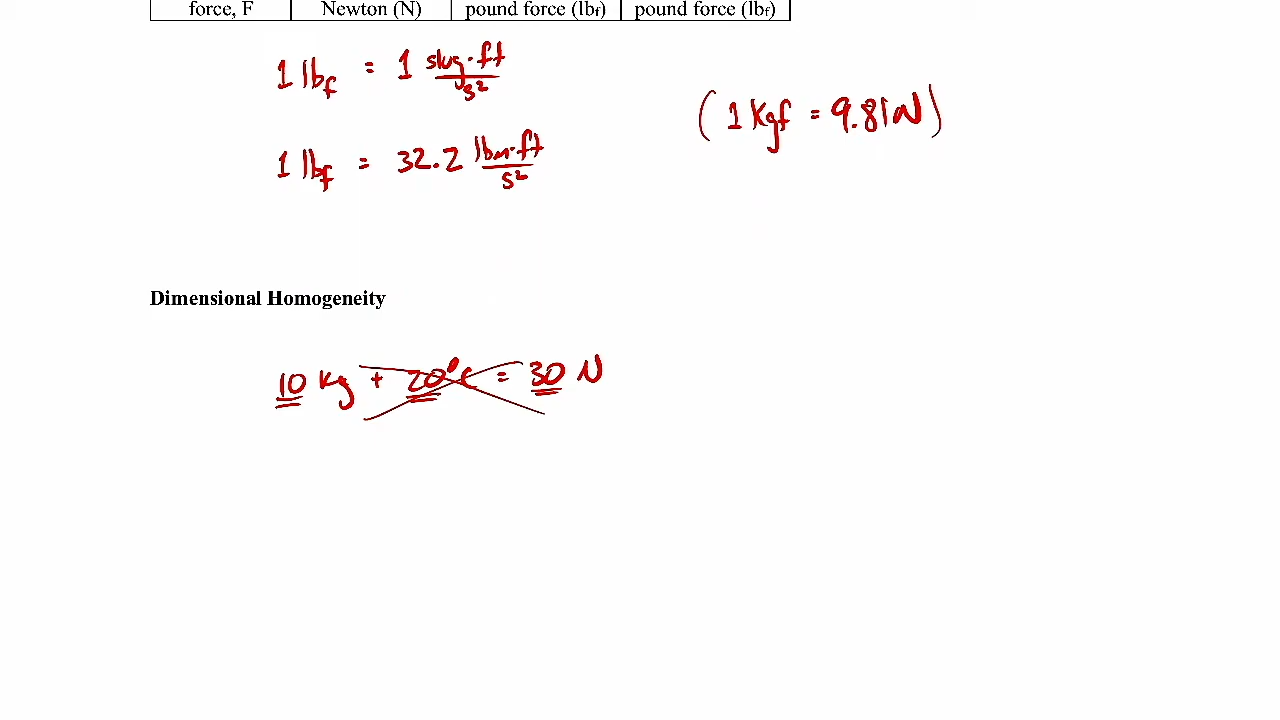 force, F Newton (N) pound force (lbf) pound force (lbf)
1 lbf = 1 slug·ft/s²
(1 kgf = 9.81N)
1 lbf = 32.2 lbm·ft/s²
Dimensional Homogeneity
10 kg + 20°C = 30 N